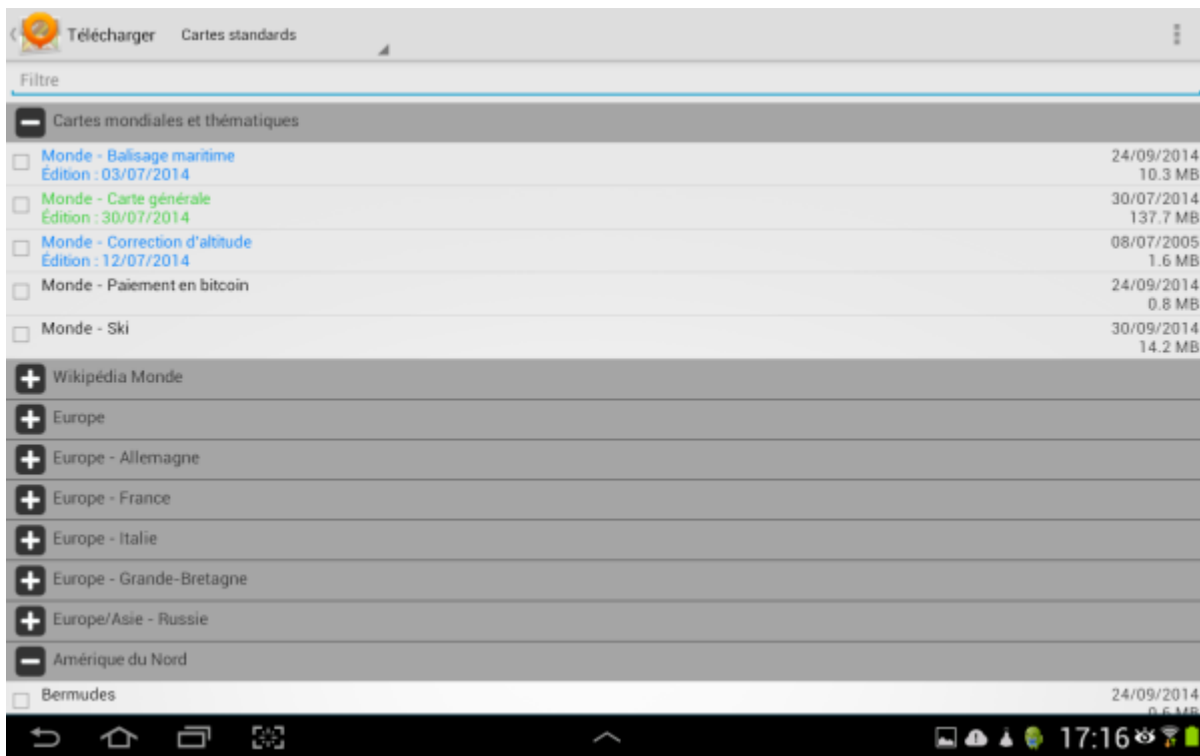 Télécharger Cartes standards
Filtre
Cartes mondiales et thématiques
Monde - Balisage maritime 24/09/2014
Édition : 03/07/2014 10.3 MB
Monde - Carte générale 30/07/2014
Édition : 30/07/2014 137.7 MB
Monde - Correction d'altitude 08/07/2005
Édition : 12/07/2014 1.6 MB
Monde - Paiement en bitcoin 24/09/2014
0.8 MB
Monde - Ski 30/09/2014
14.2 MB
Wikipédia Monde
Europe
Europe - Allemagne
Europe - France
Europe - Italie
Europe - Grande-Bretagne
Europe/Asie - Russie
Amérique du Nord
Bermudes 24/09/2014
0.6 MB
17:16